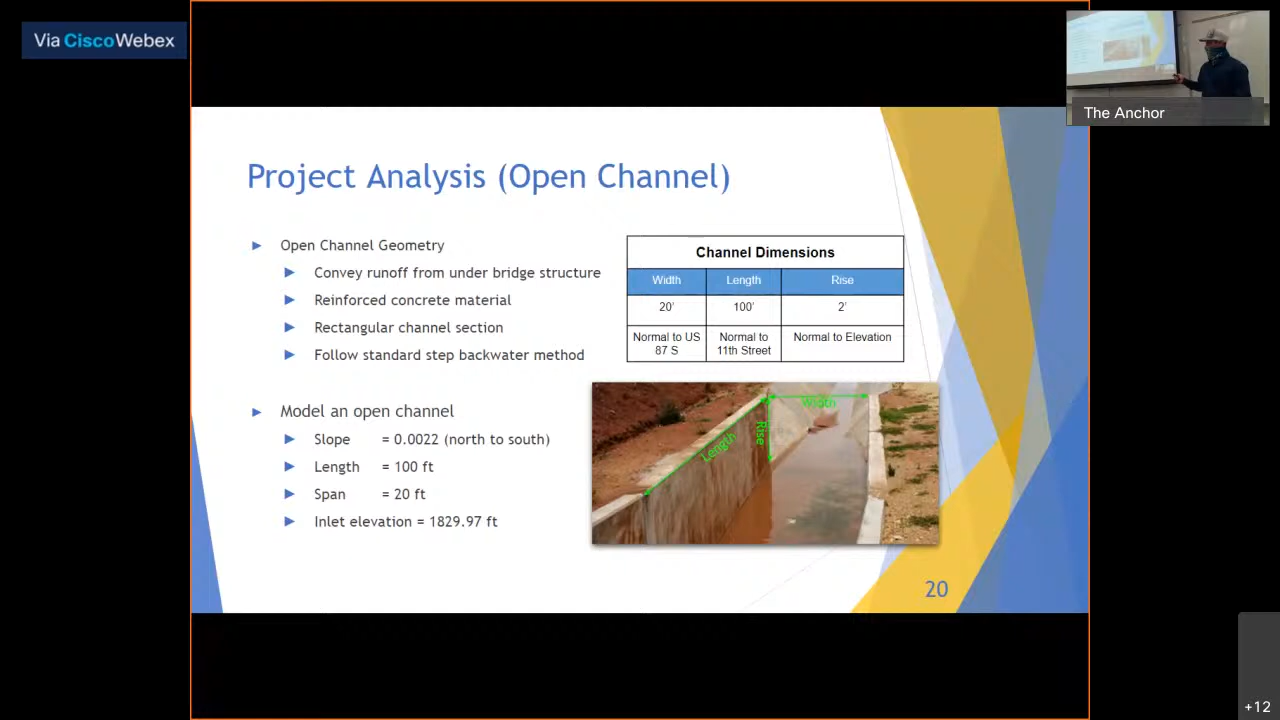 Via Cisco Webex
The Anchor
Project Analysis (Open Channel)
Open Channel Geometry
Convey runoff from under bridge structure
Reinforced concrete material
Rectangular channel section
Follow standard step backwater method
Model an open channel
Slope = 0.0022 (north to south)
Length = 100 ft
Span = 20 ft
Inlet elevation = 1829.97 ft
Channel Dimensions
Width Length Rise
20' 100' 2'
Normal to US 87 S Normal to 11th Street Normal to Elevation
Width
Rise
Length
20
+12